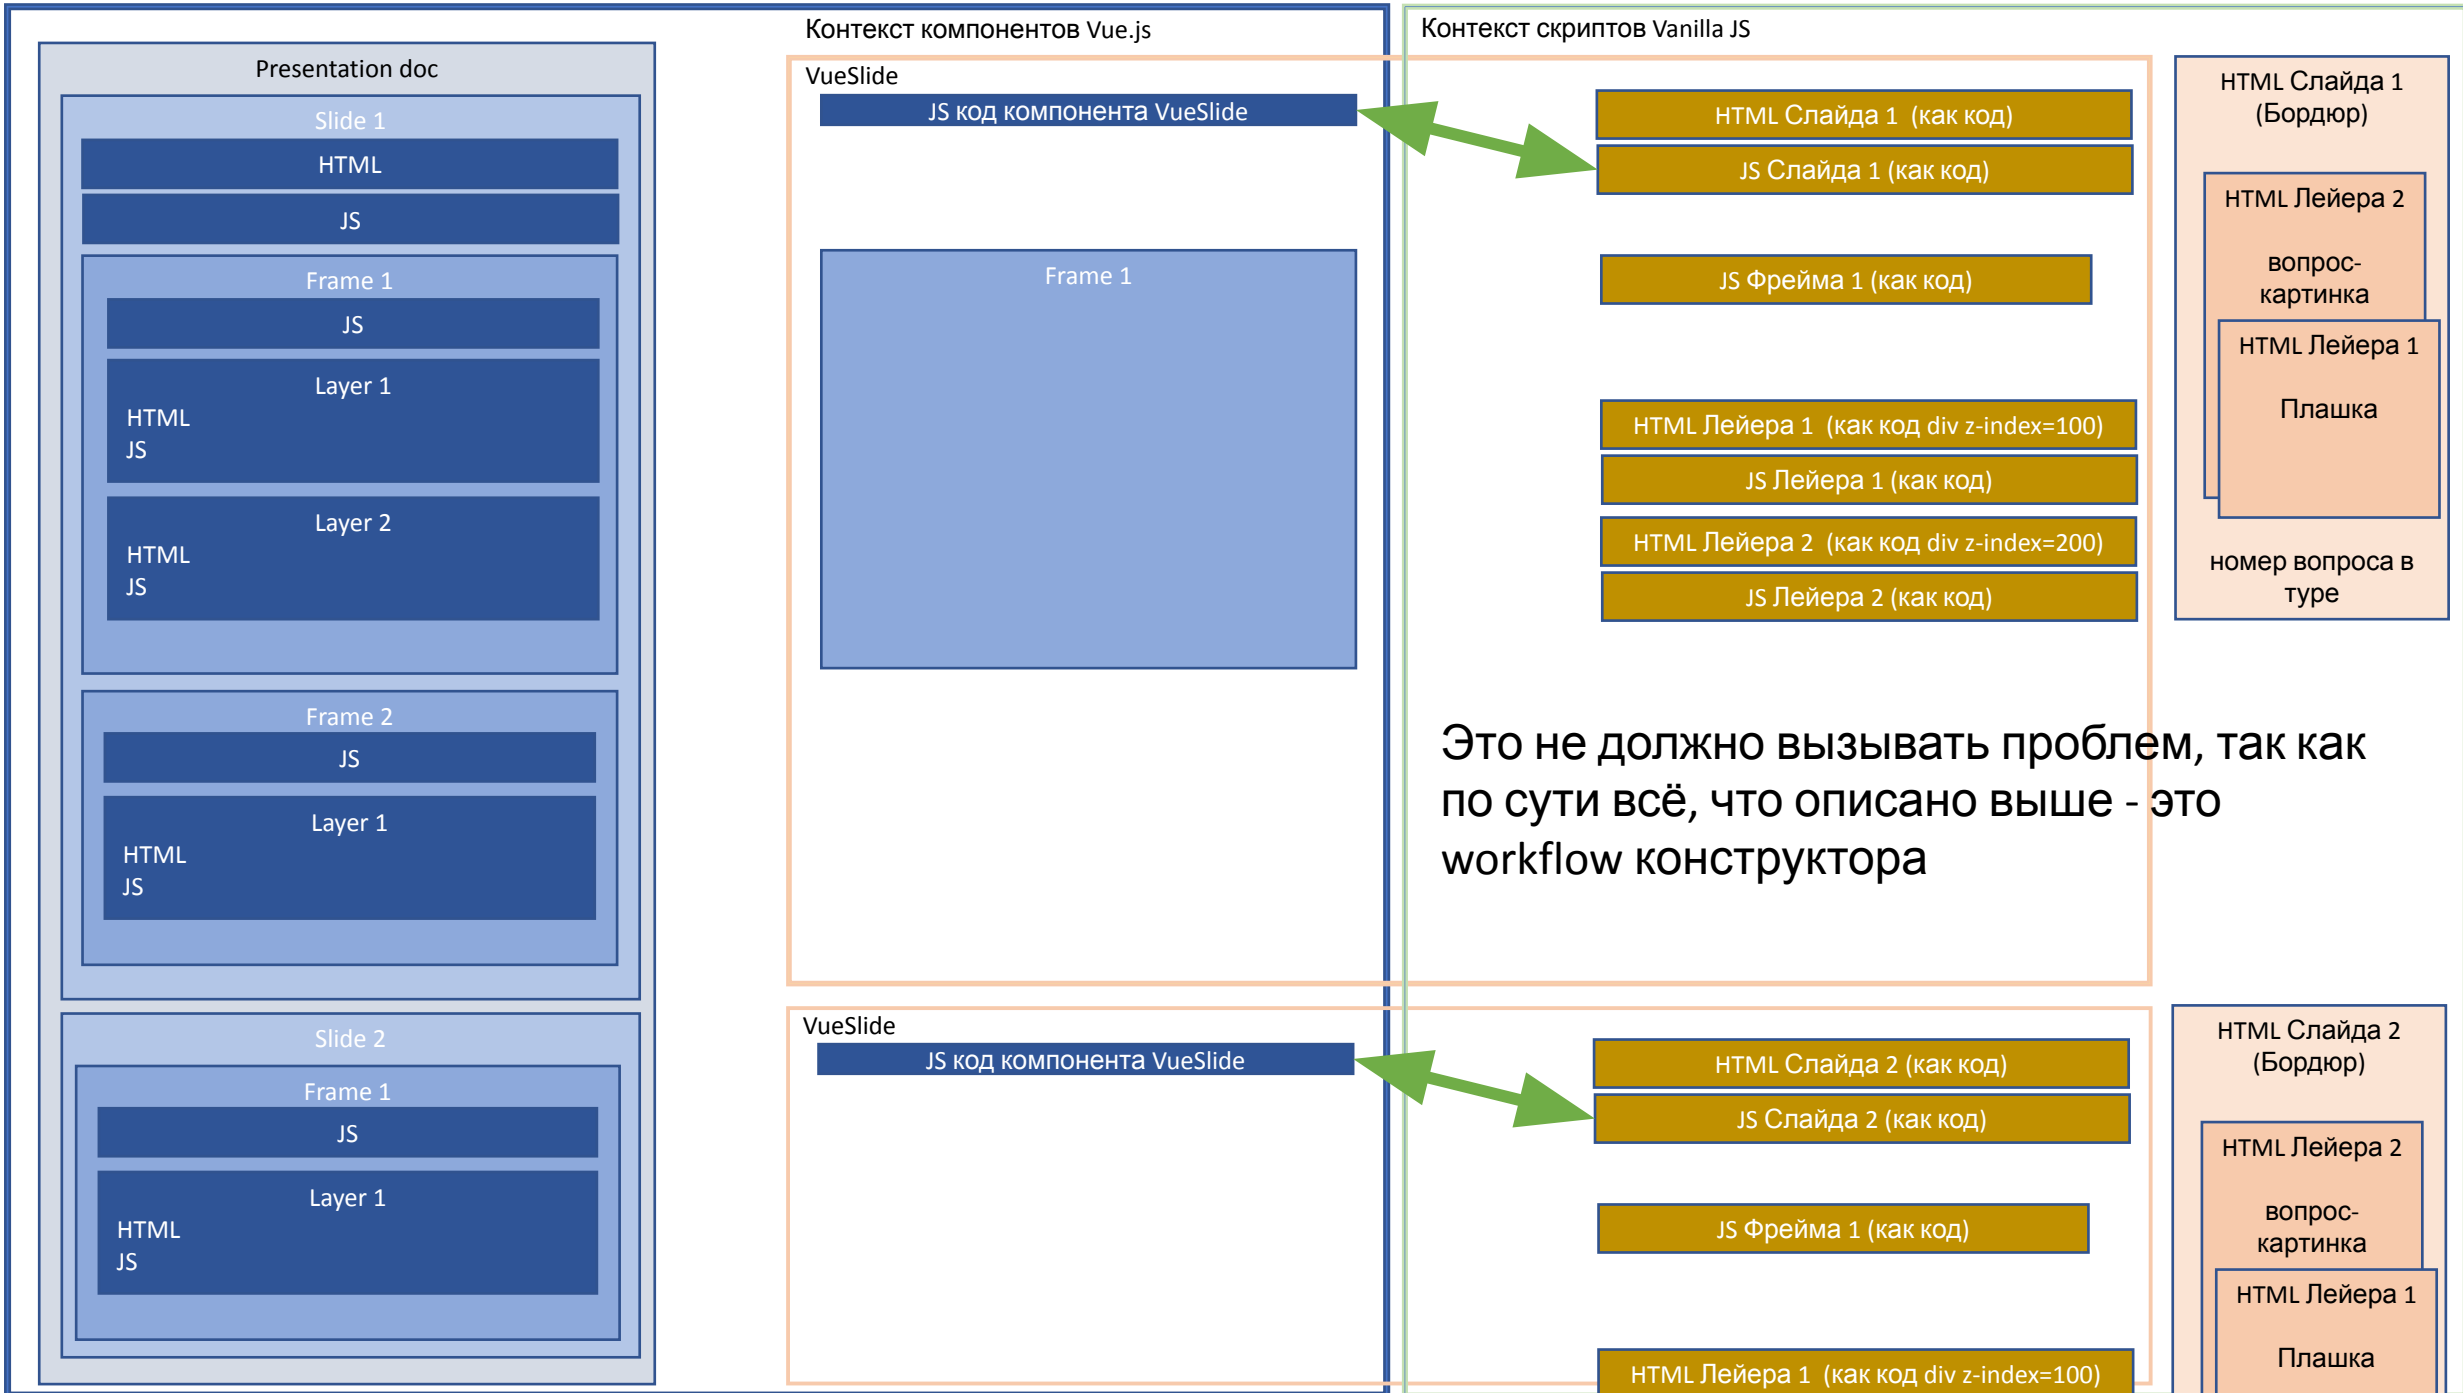 Presentation doc
Slide 1
HTML
JS
Frame 1
JS
Layer 1
HTML
JS
Layer 2
HTML
JS
Frame 2
JS
Layer 1
HTML
JS
Slide 2
Frame 1
JS
Layer 1
HTML
JS
Контекст компонентов Vue.js
VueSlide
JS код компонента VueSlide
Frame 1
VueSlide
JS код компонента VueSlide
Контекст скриптов Vanilla JS
HTML Слайда 1 (как код)
JS Слайда 1 (как код)
JS Фрейма 1 (как код)
HTML Лейера 1 (как код div z-index=100)
JS Лейера 1 (как код)
HTML Лейера 2 (как код div z-index=200)
JS Лейера 2 (как код)
Это не должно вызывать проблем, так как
по сути всё, что описано выше - это
workflow конструктора
HTML Слайда 2 (как код)
JS Слайда 2 (как код)
JS Фрейма 1 (как код)
HTML Лейера 1 (как код div z-index=100)
HTML Слайда 1
(Бордюр)
HTML Лейера 2
вопрос-
картинка
HTML Лейера 1
Плашка
номер вопроса в
туре
HTML Слайда 2
(Бордюр)
HTML Лейера 2
вопрос-
картинка
HTML Лейера 1
Плашка